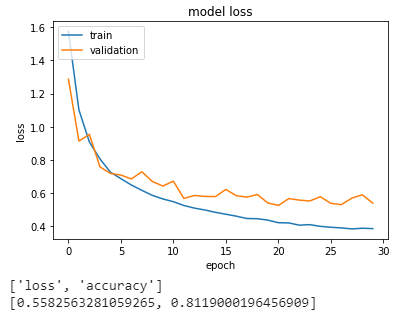 model loss
train
validation
1.6
1.4
1.2
1.0
0.8
0.6
0.4
loss
0 5 10 15 20 25 30
epoch
['loss', 'accuracy']
[0.5582563281059265, 0.8119000196456909]